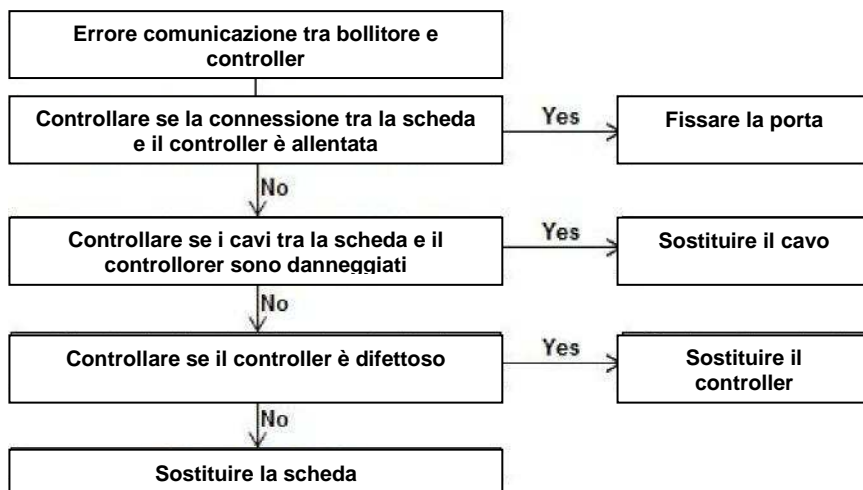 Errore comunicazione tra bollitore e
controller
Controllare se la connessione tra la scheda
e il controller è allentata
Yes
Fissare la porta
No
Controllare se i cavi tra la scheda e il
controllorer sono danneggiati
Yes
Sostituire il cavo
No
Controllare se il controller è difettoso
Yes
Sostituire il
controller
No
Sostituire la scheda